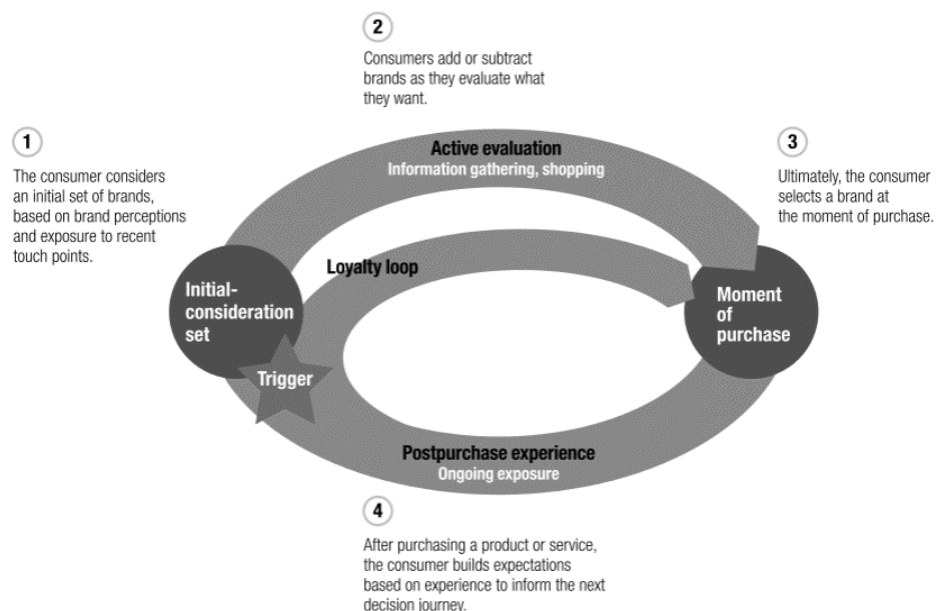 2
Consumers add or subtract
brands as they evaluate what
they want.
1
The consumer considers
an initial set of brands,
based on brand perceptions
and exposure to recent
touch points.
3
Ultimately, the consumer
selects a brand at
the moment of purchase.
Active evaluation
Information gathering, shopping
Loyalty loop
Initial-
consideration
set
Moment
of
purchase
Trigger
Postpurchase experience
Ongoing exposure
4
After purchasing a product or service,
the consumer builds expectations
based on experience to inform the next
decision journey.